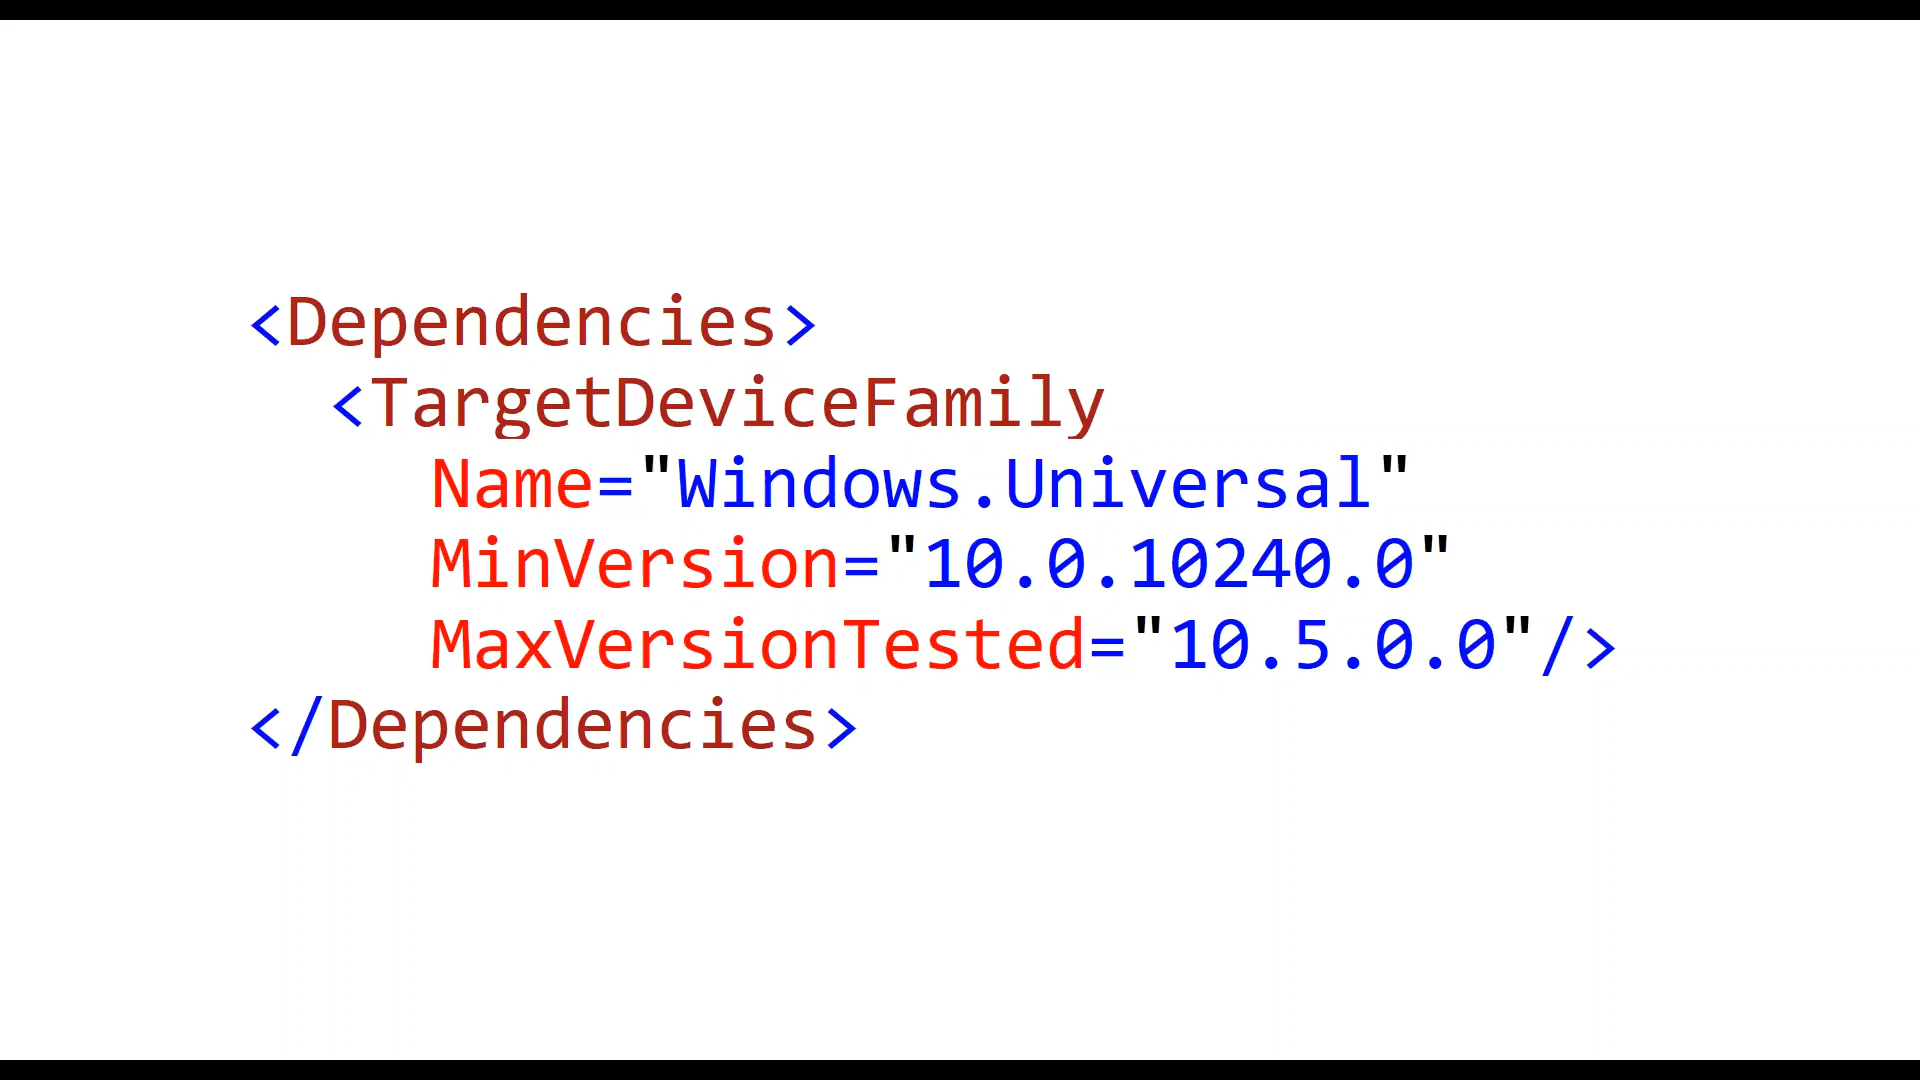 <Dependencies>
<TargetDeviceFamily
Name="Windows.Universal"
MinVersion="10.0.10240.0"
MaxVersionTested="10.5.0.0"/>
</Dependencies>